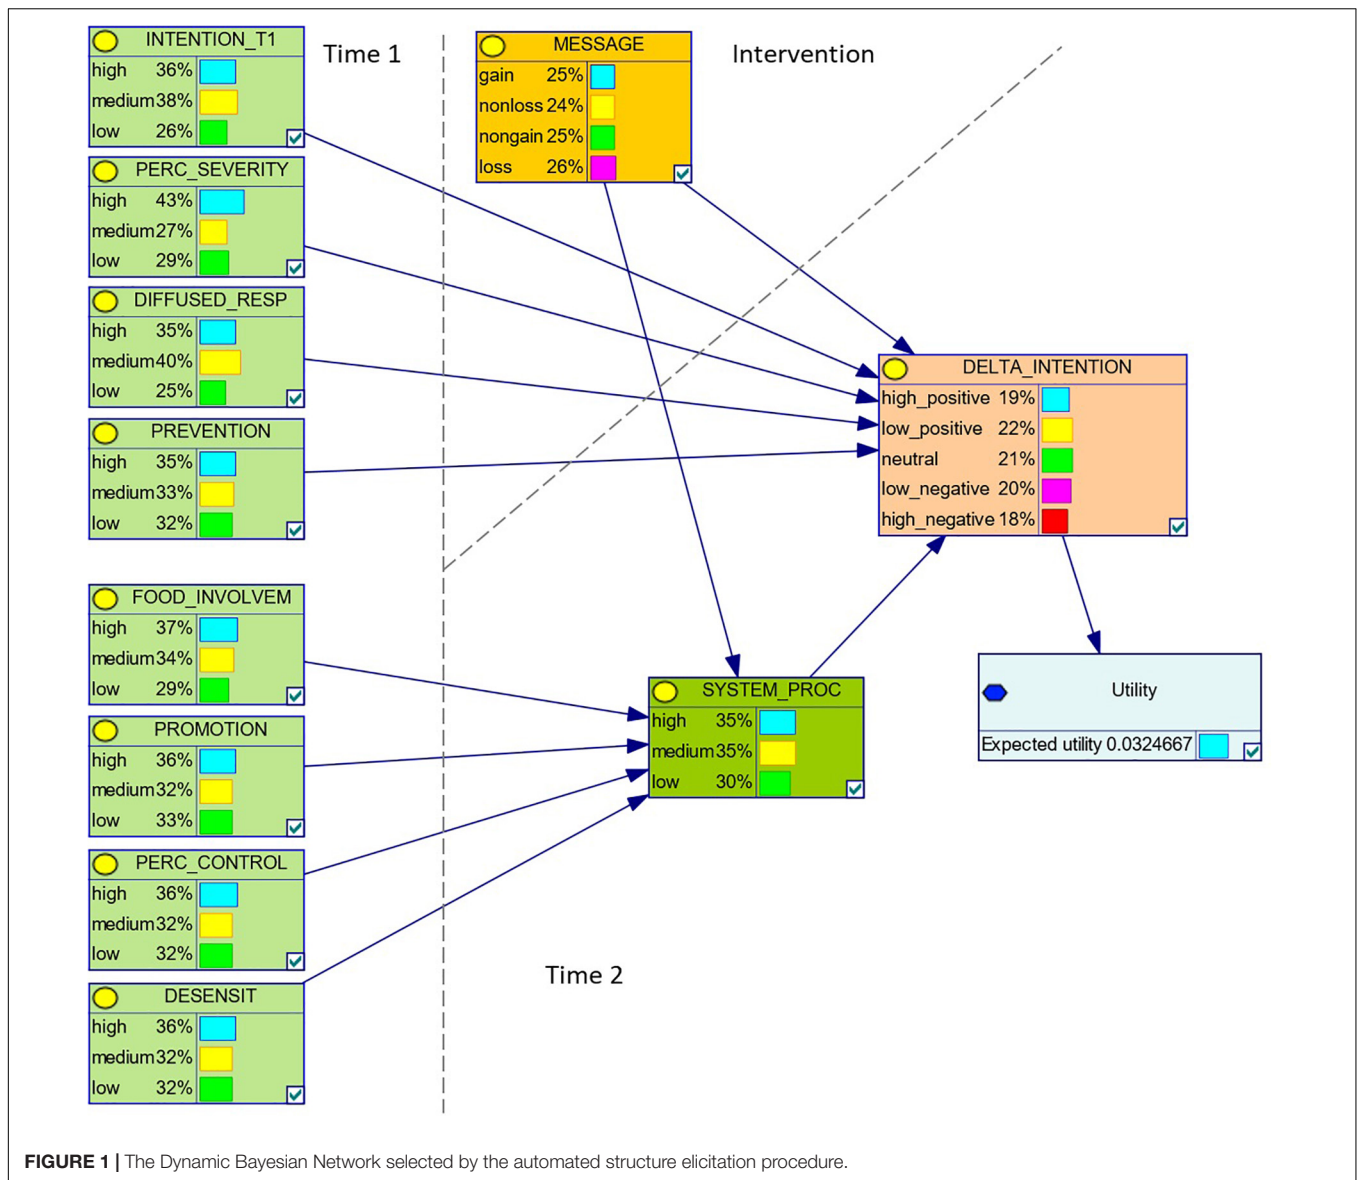 INTENTION_T1
high 36%
medium 38%
low 26%
Time 1
MESSAGE
gain 25%
nonloss 24%
nongain 25%
loss 26%
Intervention
PERC_SEVERITY
high 43%
medium 27%
low 29%
DIFFUSED_RESP
high 35%
medium 40%
low 25%
PREVENTION
high 35%
medium 33%
low 32%
DELTA_INTENTION
high_positive 19%
low_positive 22%
neutral 21%
low_negative 20%
high_negative 18%
FOOD_INVOLVEM
high 37%
medium 34%
low 29%
PROMOTION
high 36%
medium 32%
low 33%
SYSTEM_PROC
high 35%
medium 35%
low 30%
Utility
Expected utility 0.0324667
PERC_CONTROL
high 36%
medium 32%
low 32%
DESENSIT
high 36%
medium 32%
low 32%
Time 2
FIGURE 1 | The Dynamic Bayesian Network selected by the automated structure elicitation procedure.